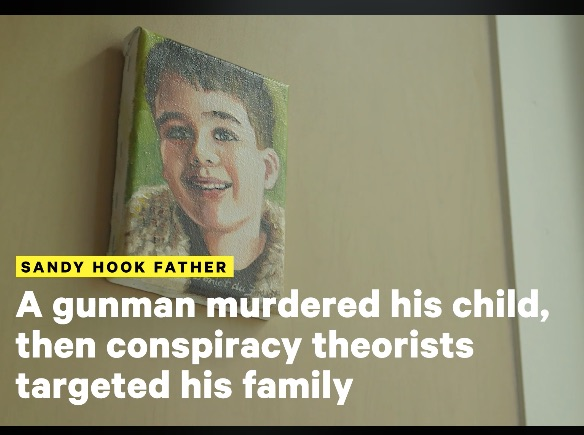 SANDY HOOK FATHER
A gunman murdered his child,
then conspiracy theorists
targeted his family